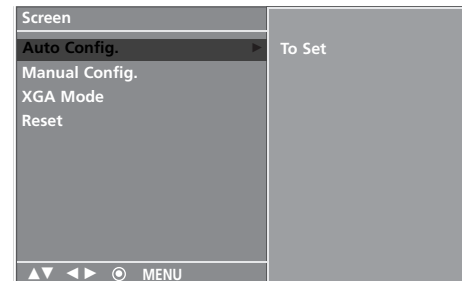 Screen
Auto Config. ►
To Set
Manual Config.
XGA Mode
Reset
▲▼ ◄► ◉ MENU